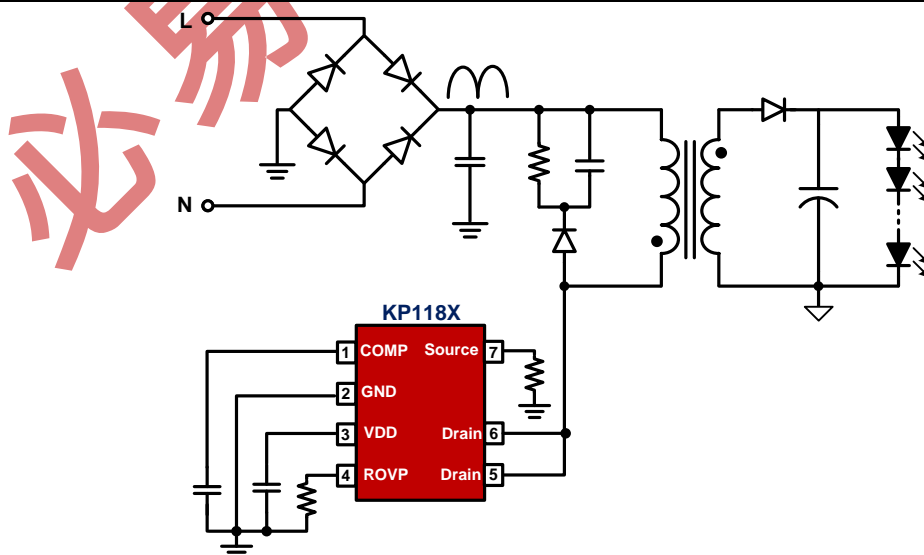 必易
L
N
KP118X
1 COMP Source 7
2 GND
3 VDD Drain 6
4 ROVP Drain 5